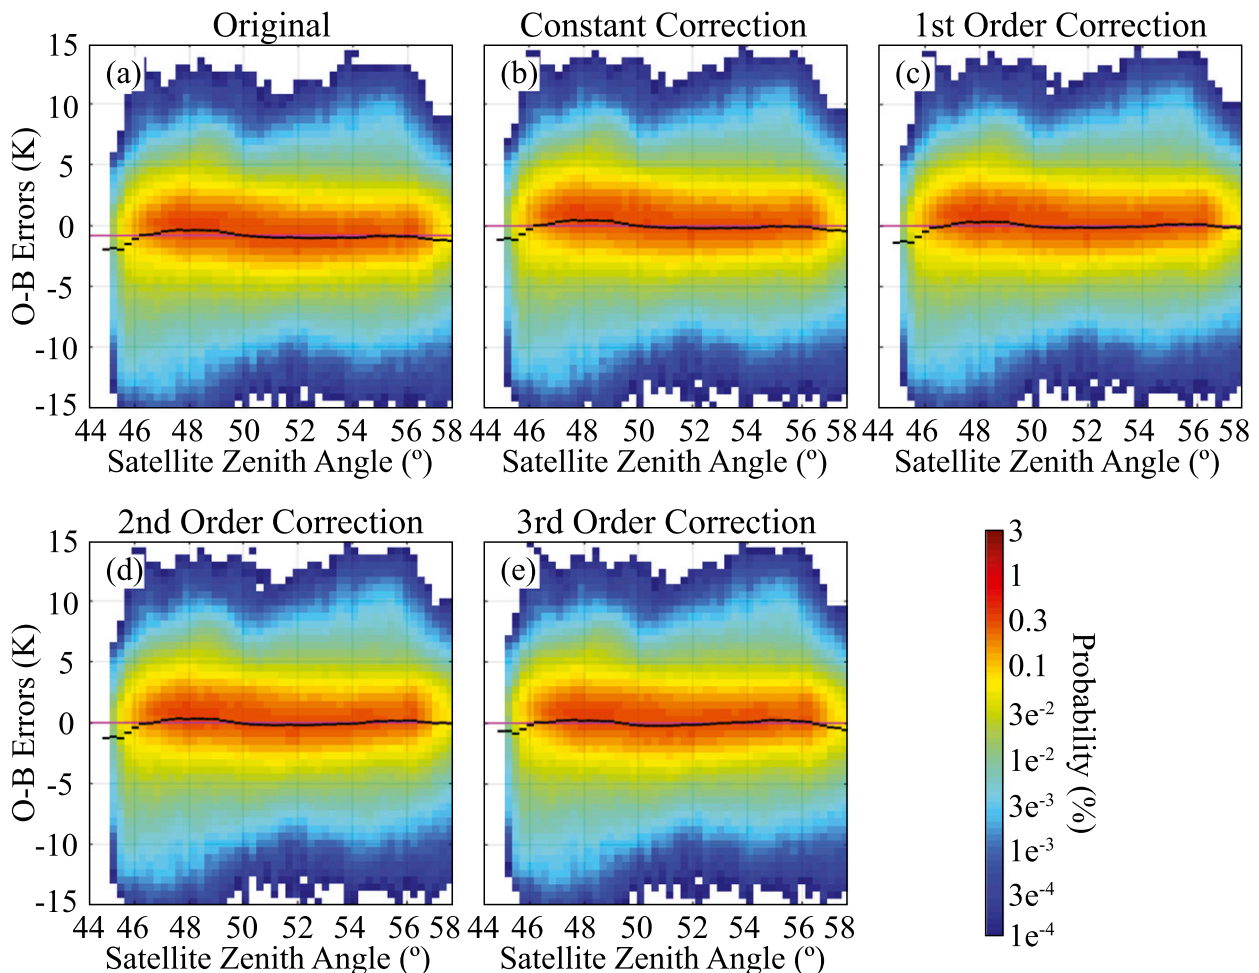 Original
Constant Correction
1st Order Correction
(a)
(b)
(c)
15
10
5
0
-5
-10
-15
O-B Errors (K)
44 46 48 50 52 54 56 58
44 46 48 50 52 54 56 58
44 46 48 50 52 54 56 58
Satellite Zenith Angle (º)
Satellite Zenith Angle (º)
Satellite Zenith Angle (º)
2nd Order Correction
3rd Order Correction
(d)
(e)
15
10
5
0
-5
-10
-15
O-B Errors (K)
44 46 48 50 52 54 56 58
44 46 48 50 52 54 56 58
Satellite Zenith Angle (º)
Satellite Zenith Angle (º)
3
1
0.3
0.1
3e-2
1e-2
3e-3
1e-3
3e-4
1e-4
Probability (%)